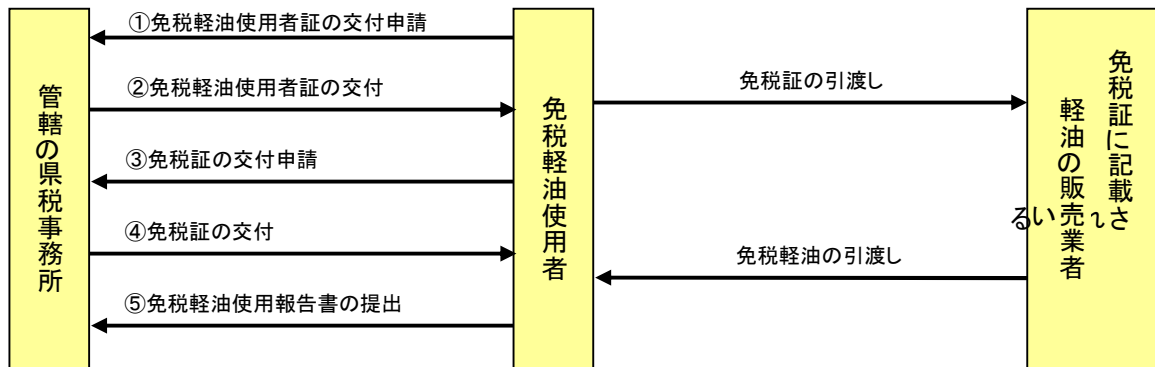 ①免税軽油使用者証の交付申請
②免税軽油使用者証の交付
③免税証の交付申請
④免税証の交付
⑤免税軽油使用報告書の提出
管轄の県税事務所
免税軽油使用者
免税証の引渡し
免税軽油の引渡し
免税証に記載さ
れ
いる
軽油の販売業者